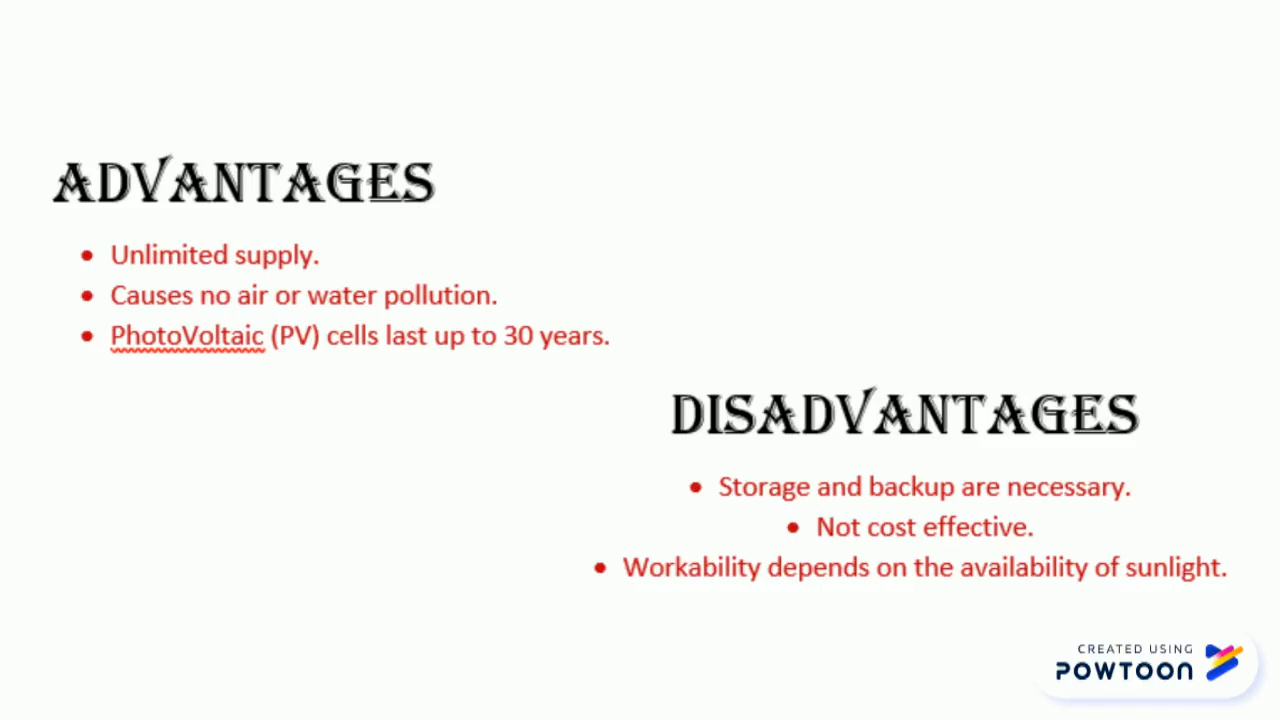 ADVANTAGES
• Unlimited supply.
• Causes no air or water pollution.
• PhotoVoltaic (PV) cells last up to 30 years.
DISADVANTAGES
• Storage and backup are necessary.
• Not cost effective.
• Workability depends on the availability of sunlight.
CREATED USING
POWTOON